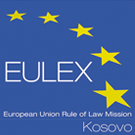 EULEX
European Union Rule of Law Mission
Kosovo